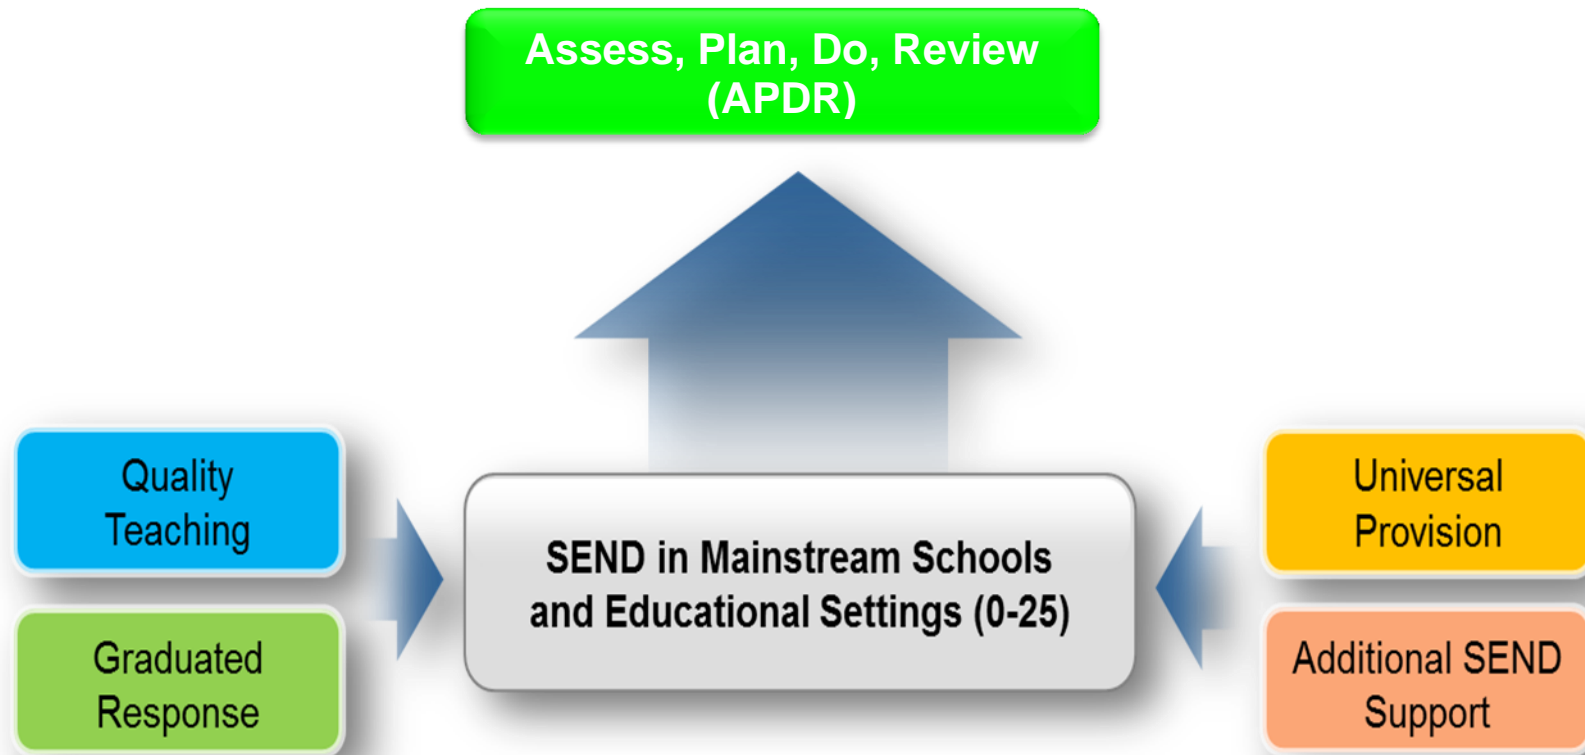 Assess, Plan, Do, Review
(APDR)
Quality
Teaching
Graduated
Response
SEND in Mainstream Schools
and Educational Settings (0-25)
Universal
Provision
Additional SEND
Support